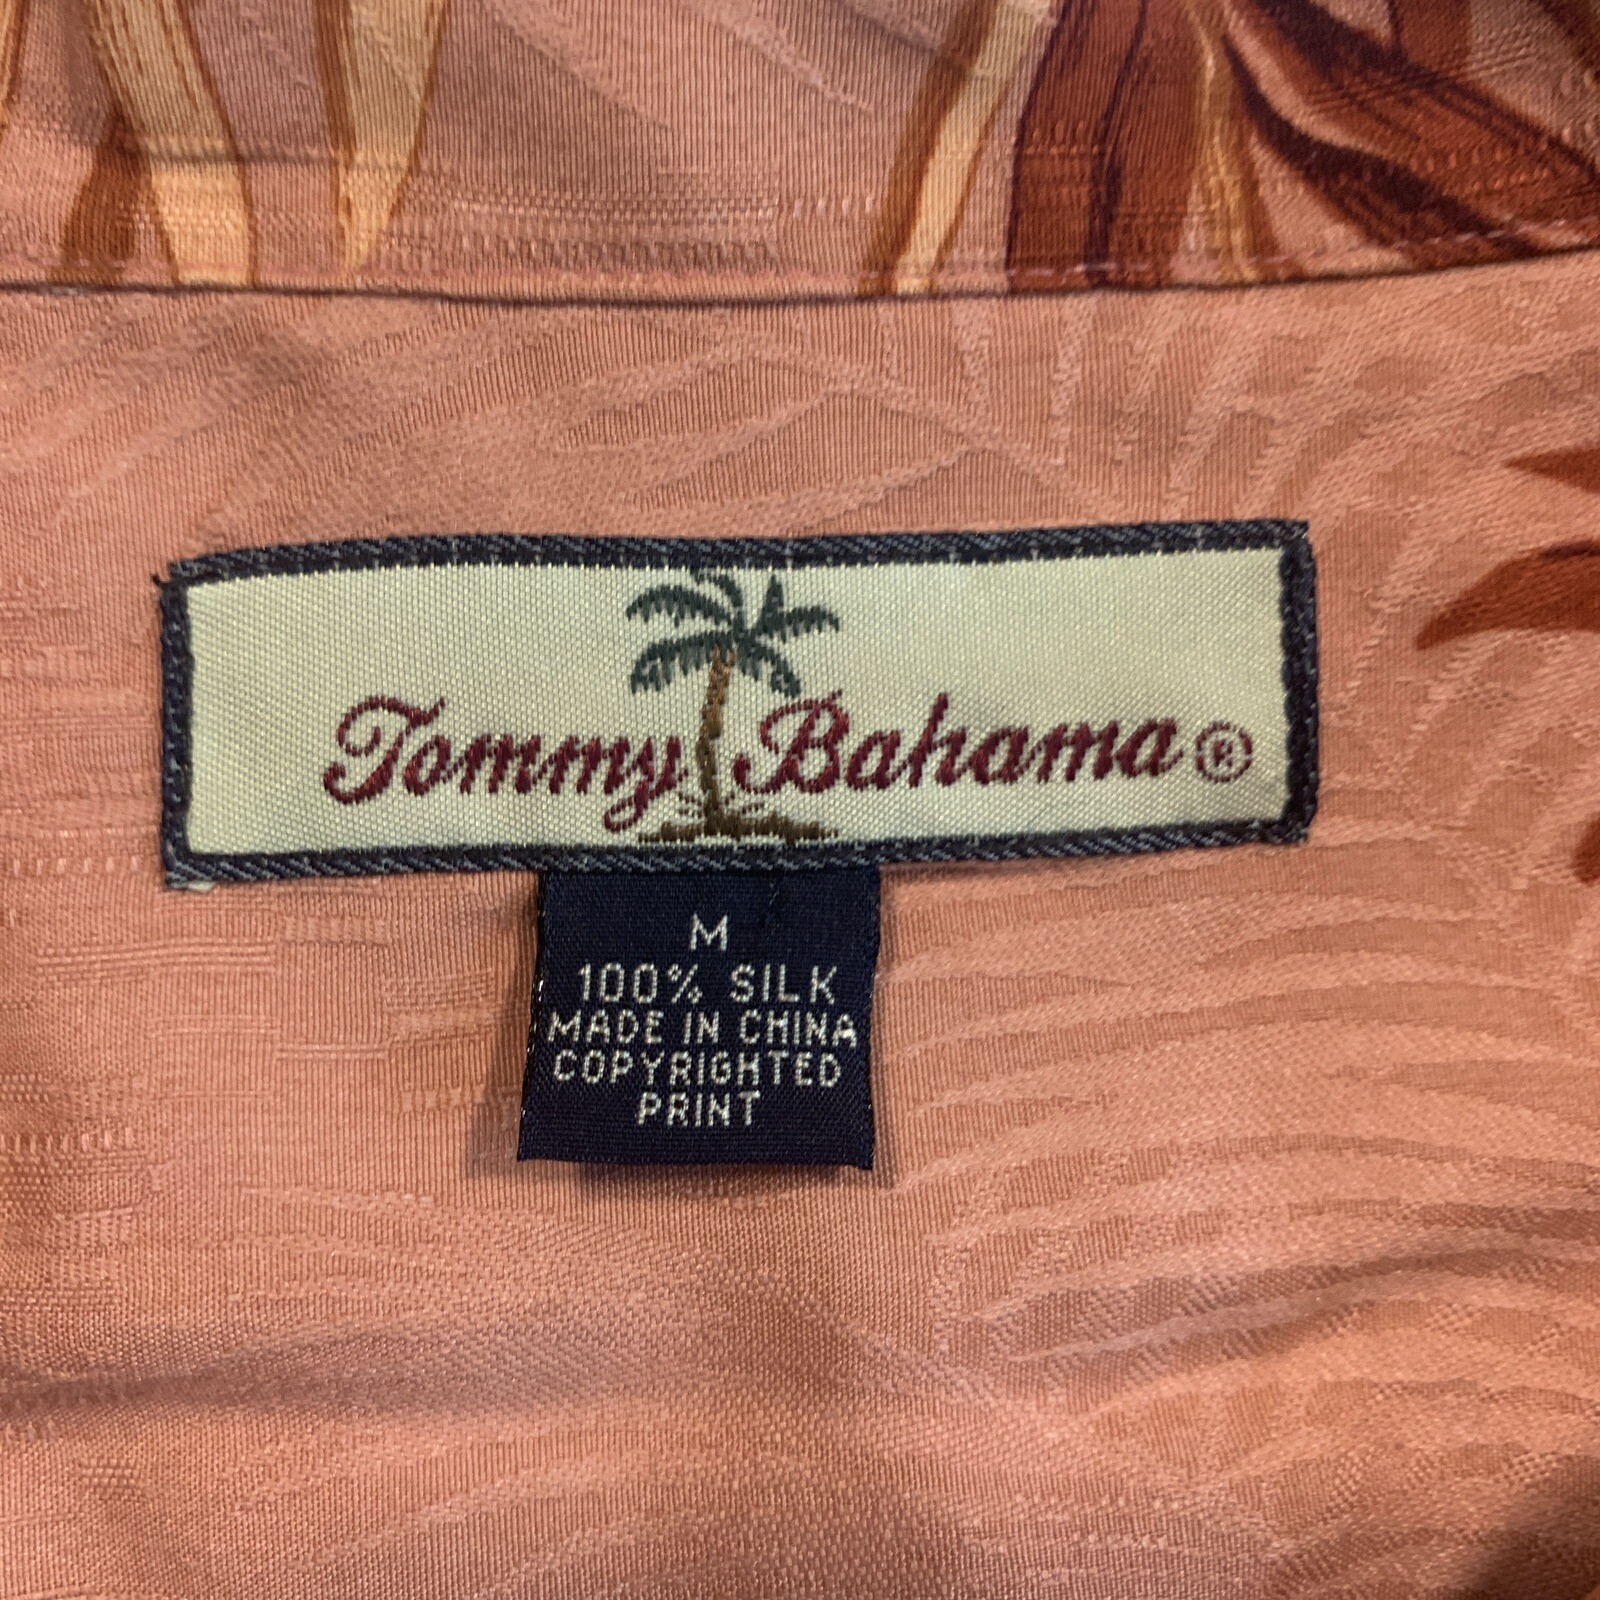 Tommy Bahama®
M
100% SILK
MADE IN CHINA
COPYRIGHTED
PRINT